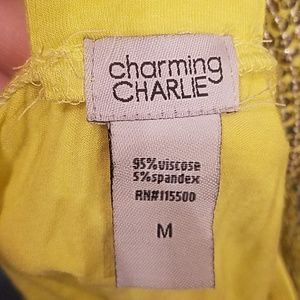 charming
CHARLIE
95%viscose
5%spandex
RN#115500
M